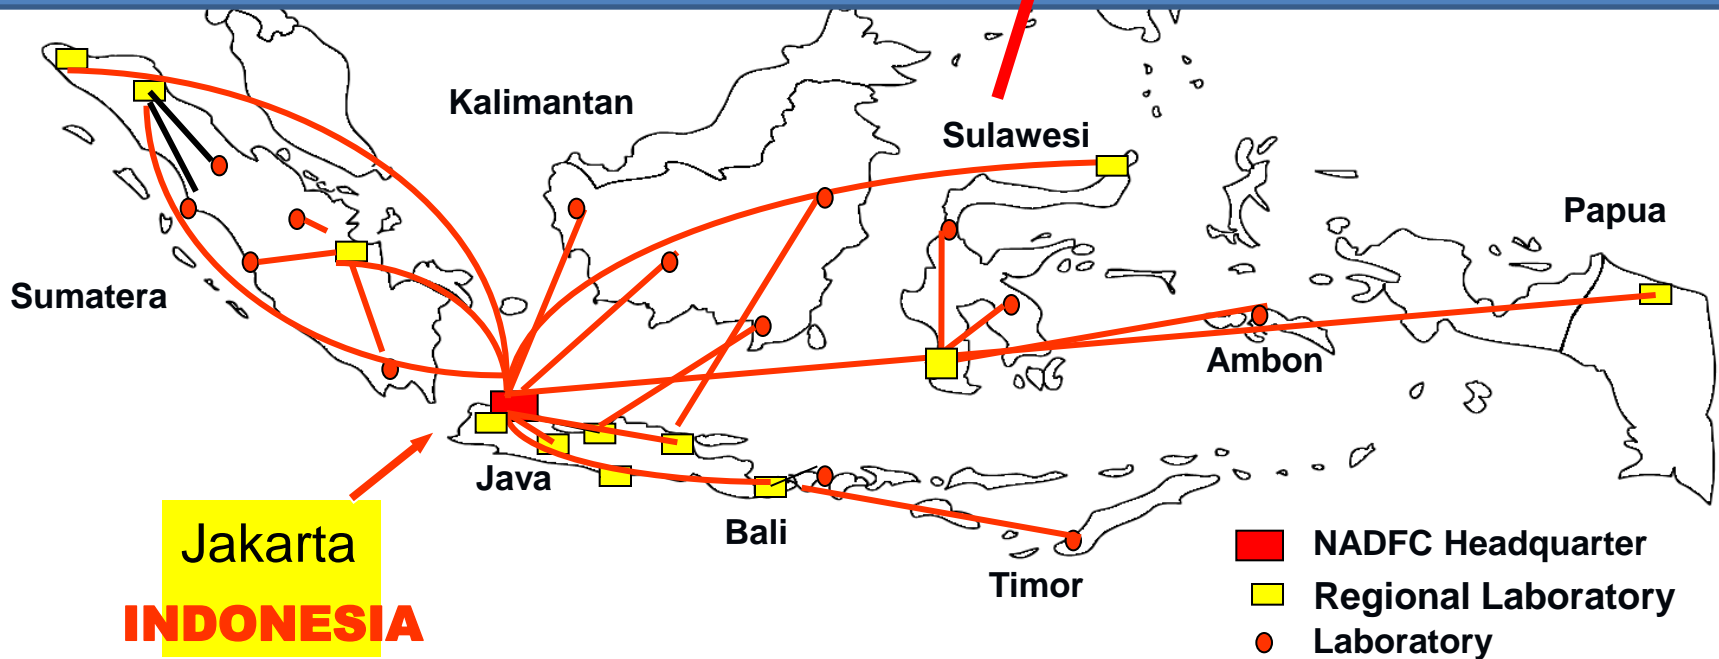 Kalimantan
Sulawesi
Papua
Sumatera
Ambon
Java
Bali
Timor
Jakarta
INDONESIA
NADFC Headquarter
Regional Laboratory
Laboratory